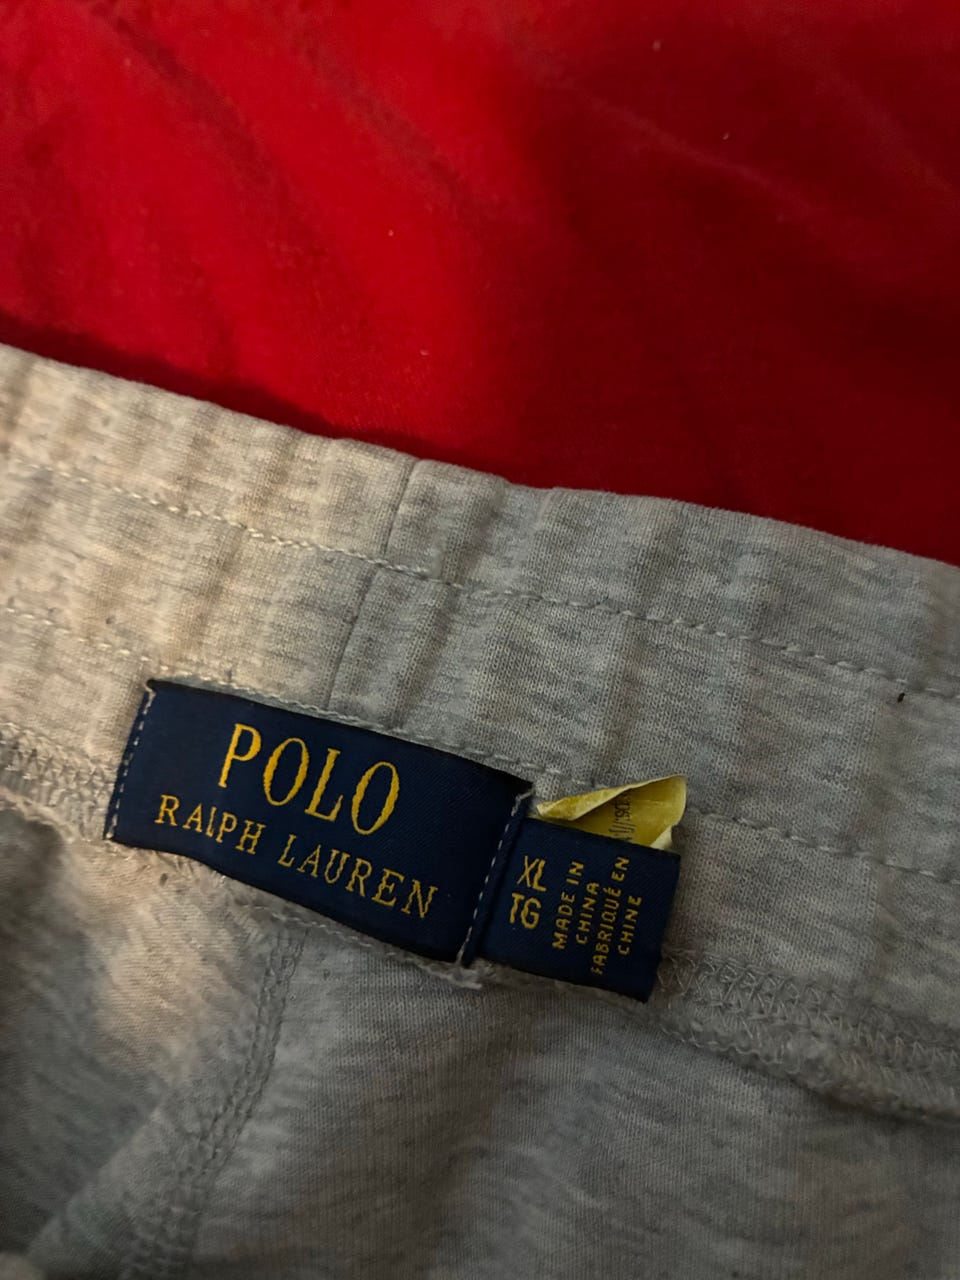 POLO
RALPH LAUREN
XL
TG
MADE IN
CHINA
FABRIQUÉ EN
CHINE